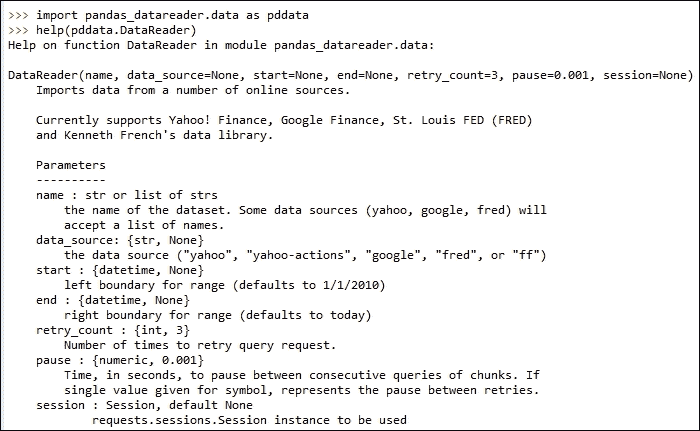 >>> import pandas_datareader.data as pddata
>>> help(pddata.DataReader)
Help on function DataReader in module pandas_datareader.data:
DataReader(name, data_source=None, start=None, end=None, retry_count=3, pause=0.001, session=None)
Imports data from a number of online sources.
Currently supports Yahoo! Finance, Google Finance, St. Louis FED (FRED)
and Kenneth French's data library.
Parameters
----------
name : str or list of strs
the name of the dataset. Some data sources (yahoo, google, fred) will
accept a list of names.
data_source: {str, None}
the data source ("yahoo", "yahoo-actions", "google", "fred", or "ff")
start : {datetime, None}
left boundary for range (defaults to 1/1/2010)
end : {datetime, None}
right boundary for range (defaults to today)
retry_count : {int, 3}
Number of times to retry query request.
pause : {numeric, 0.001}
Time, in seconds, to pause between consecutive queries of chunks. If
single value given for symbol, represents the pause between retries.
session : Session, default None
requests.sessions.Session instance to be used